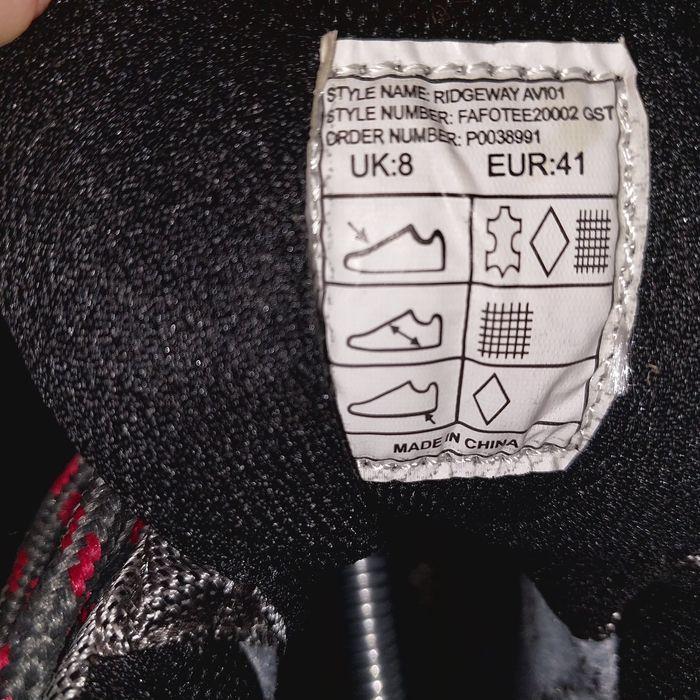 STYLE NAME: RIDGEWAY AV101
STYLE NUMBER: FAFOTEE20002 GST
ORDER NUMBER: P0038991
UK:8 EUR:41
MADE IN CHINA